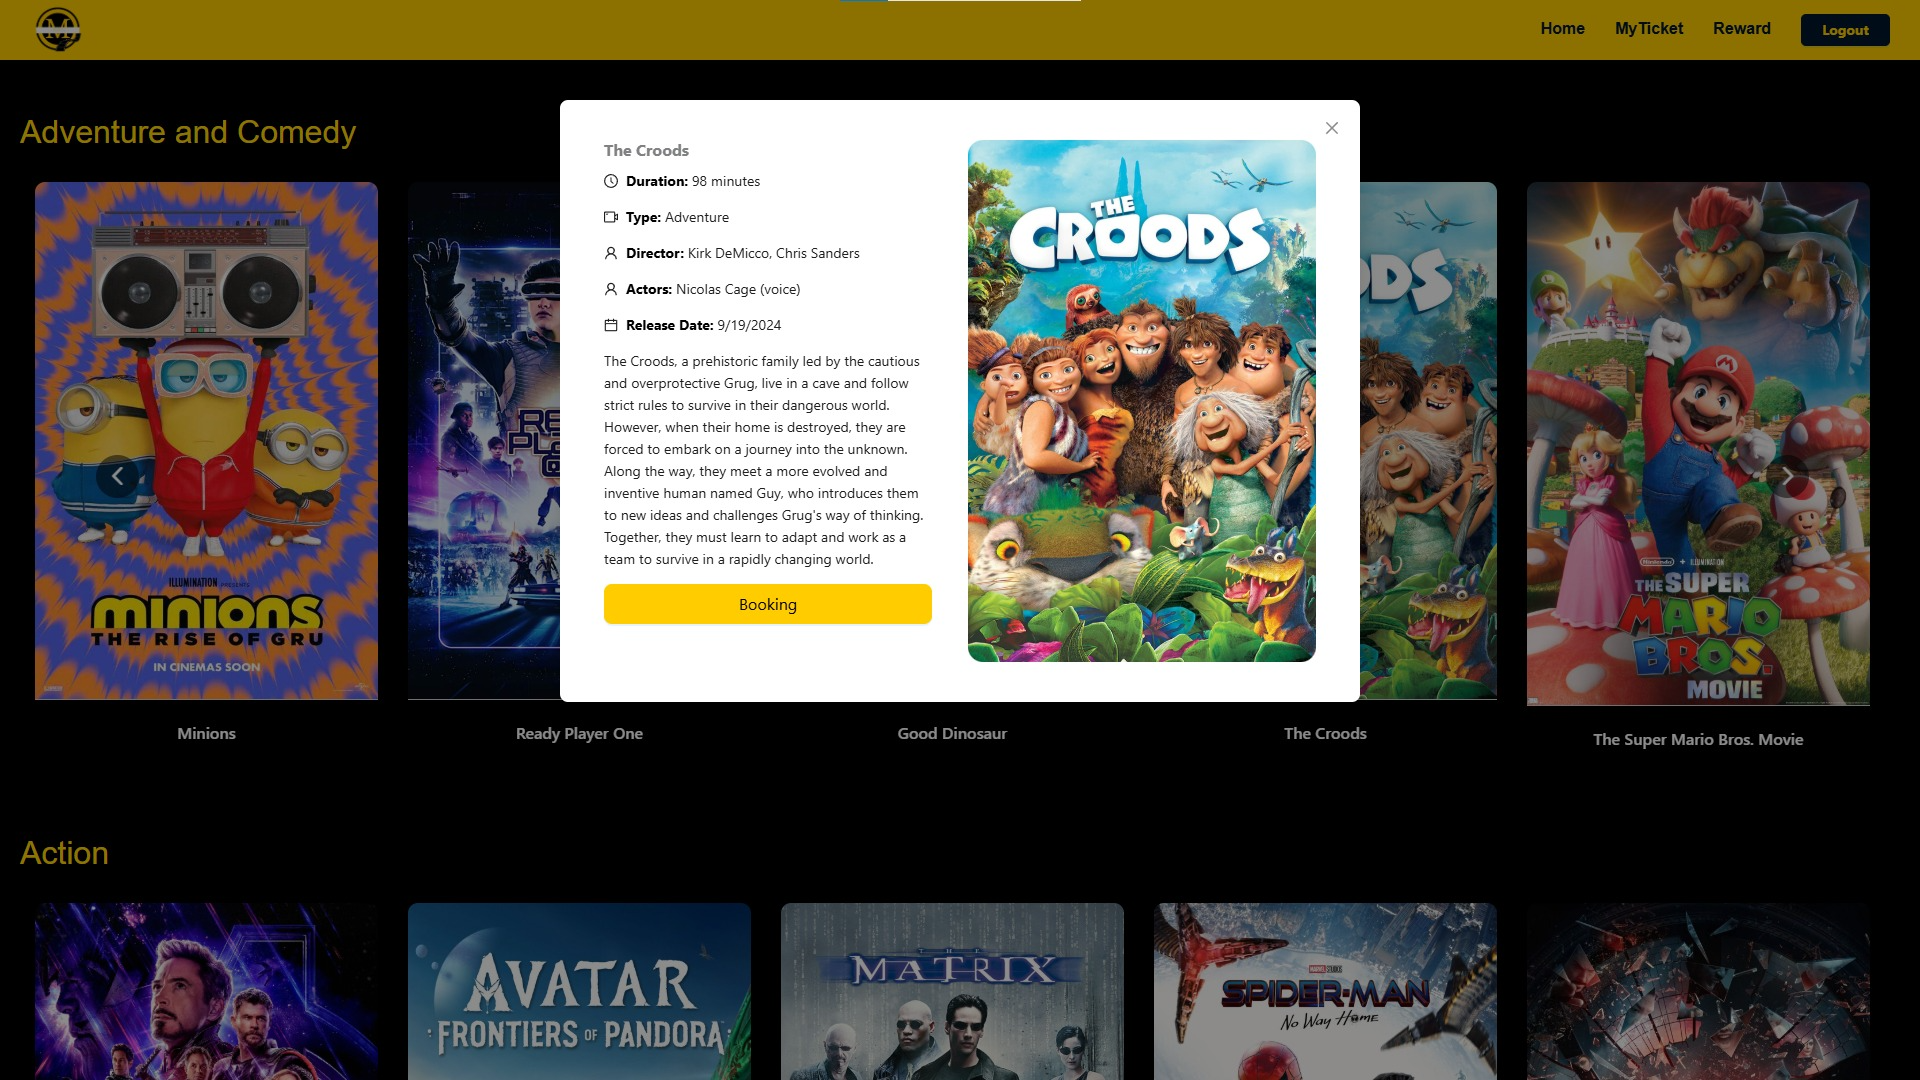 M
Home
MyTicket
Reward
Logout
Adventure and Comedy
ILLUMINATION PRESENTS
minions
THE RISE OF GRU
IN CINEMAS SOON
Minions
Ready Player One
Good Dinosaur
DS
The Croods
Nintendo + ILLUMINATION
THE SUPER
MARIO
BROS.
MOVIE
The Super Mario Bros. Movie
The Croods
Duration: 98 minutes
Type: Adventure
Director: Kirk DeMicco, Chris Sanders
Actors: Nicolas Cage (voice)
Release Date: 9/19/2024
The Croods, a prehistoric family led by the cautious
and overprotective Grug, live in a cave and follow
strict rules to survive in their dangerous world.
However, when their home is destroyed, they are
forced to embark on a journey into the unknown.
Along the way, they meet a more evolved and
inventive human named Guy, who introduces them
to new ideas and challenges Grug's way of thinking.
Together, they must learn to adapt and work as a
team to survive in a rapidly changing world.
Booking
THE
CROODS
Action
AVATAR
FRONTIERS OF PANDORA
THE
MATRIX
MARVEL STUDIOS
SPIDER-MAN
No Way Home